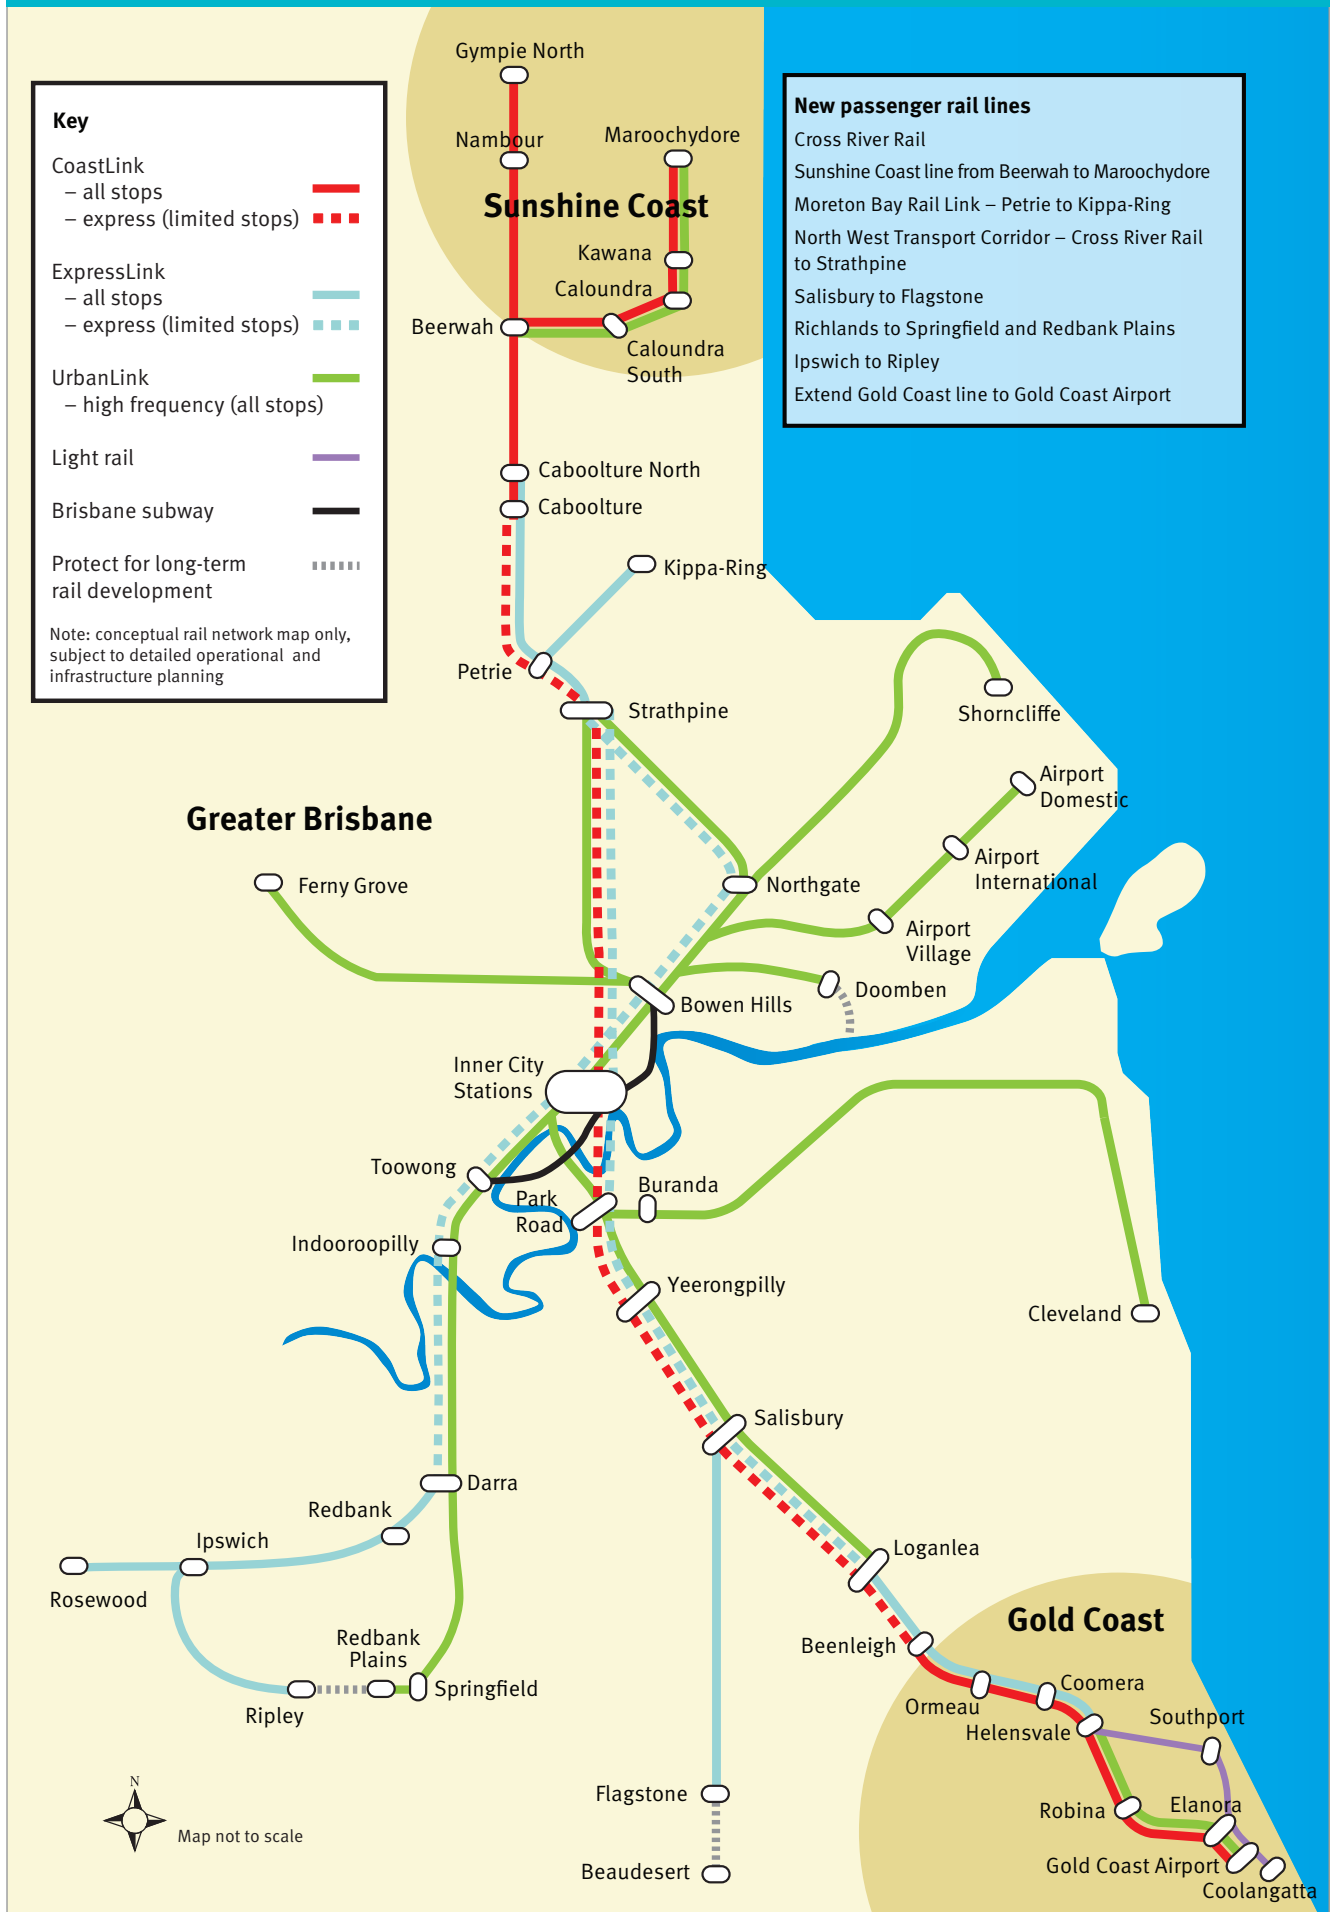 Key
CoastLink
– all stops
– express (limited stops)
ExpressLink
– all stops
– express (limited stops)
UrbanLink
– high frequency (all stops)
Light rail
Brisbane subway
Protect for long-term
rail development
Note: conceptual rail network map only,
subject to detailed operational and
infrastructure planning
New passenger rail lines
Cross River Rail
Sunshine Coast line from Beerwah to Maroochydore
Moreton Bay Rail Link – Petrie to Kippa-Ring
North West Transport Corridor – Cross River Rail
to Strathpine
Salisbury to Flagstone
Richlands to Springfield and Redbank Plains
Ipswich to Ripley
Extend Gold Coast line to Gold Coast Airport
Gympie North
Nambour
Maroochydore
Sunshine Coast
Kawana
Caloundra
Beerwah
Caloundra
South
Caboolture North
Caboolture
Kippa-Ring
Petrie
Strathpine
Shorncliffe
Airport
Domestic
Greater Brisbane
Airport
International
Ferny Grove
Northgate
Airport
Village
Doomben
Bowen Hills
Inner City
Stations
Toowong
Park
Road
Buranda
Indooroopilly
Yeerongpilly
Cleveland
Salisbury
Darra
Redbank
Ipswich
Loganlea
Rosewood
Gold Coast
Redbank
Plains
Beenleigh
Springfield
Coomera
Ormeau
Ripley
Southport
Helensvale
Flagstone
Robina
Elanora
N
Map not to scale
Beaudesert
Gold Coast Airport
Coolangatta